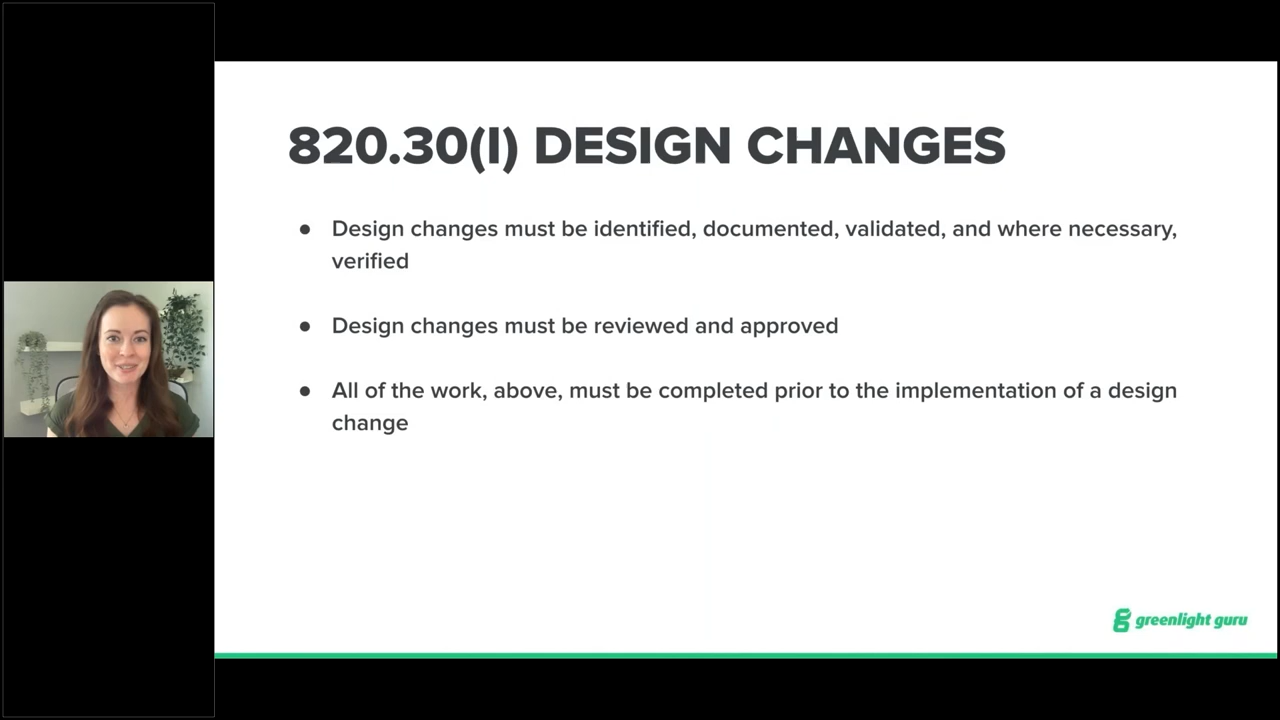 820.30(I) DESIGN CHANGES
● Design changes must be identified, documented, validated, and where necessary,
verified
● Design changes must be reviewed and approved
● All of the work, above, must be completed prior to the implementation of a design
change
greenlight guru